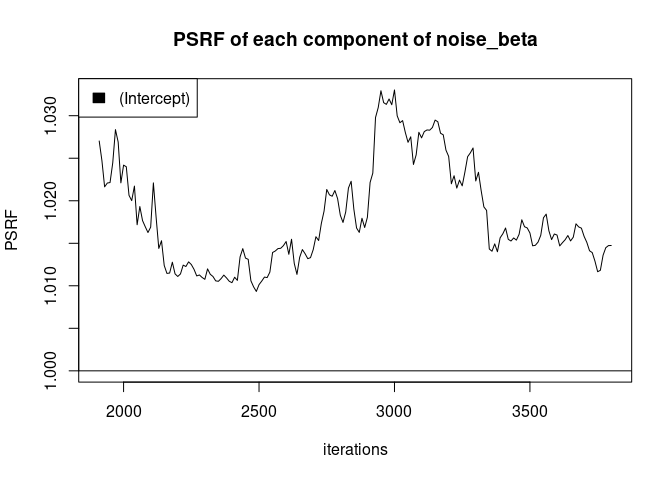 PSRF of each component of noise_beta
(Intercept)
PSRF
1.030
1.020
1.010
1.000
2000 2500 3000 3500
iterations